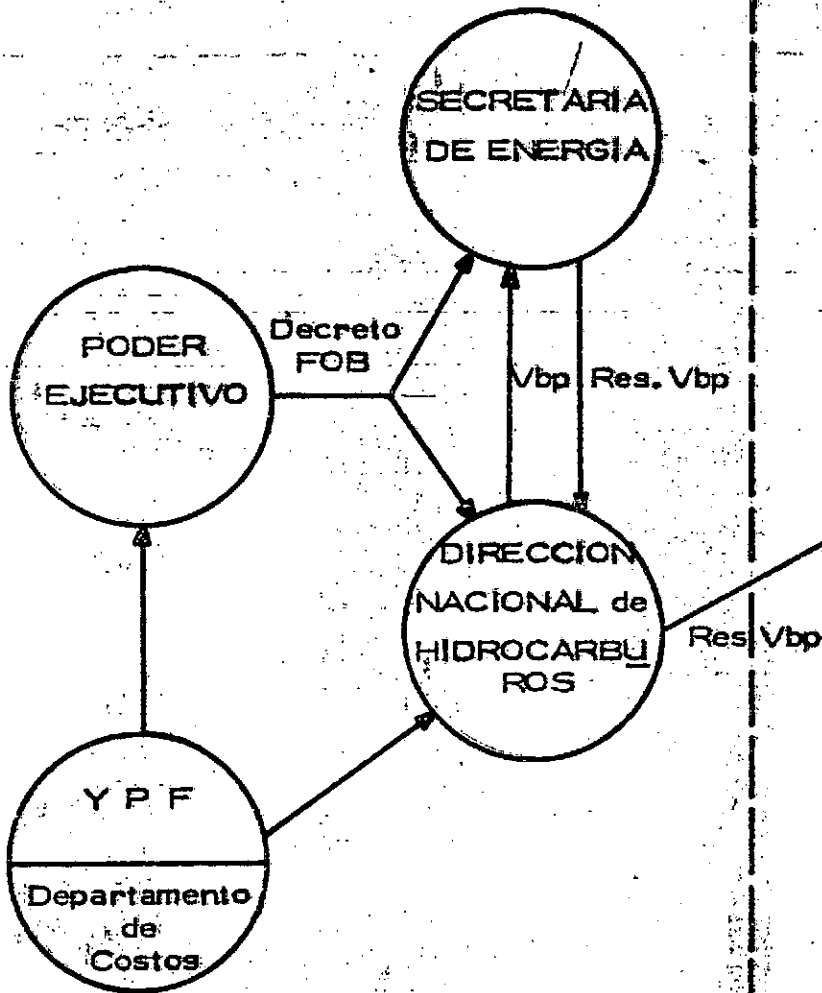 SECRETARIA
DE ENERGIA
PODER
EJECUTIVO
Decreto
FOB
Vbp
Res. Vbp
DIRECCION
NACIONAL de
HIDROCARBU
ROS
Res. Vbp
Y P F
Departamento
de
Costos